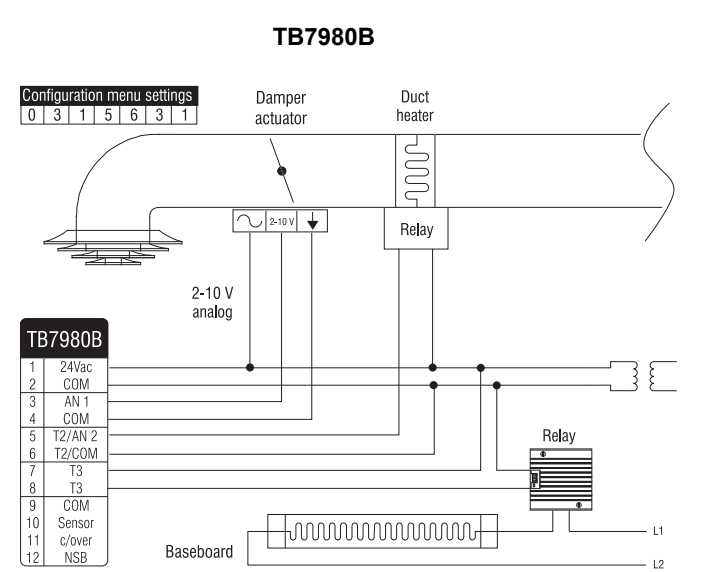 TB7980B
Configuration menu settings
0 3 1 5 6 3 1
Damper
actuator
Duct
heater
2-10 V
Relay
2-10 V
analog
TB7980B
1 24Vac
2 COM
3 AN 1
4 COM
5 T2/AN 2
6 T2/COM
7 T3
8 T3
9 COM
10 Sensor
11 c/over
12 NSB
Relay
Baseboard
L1
L2